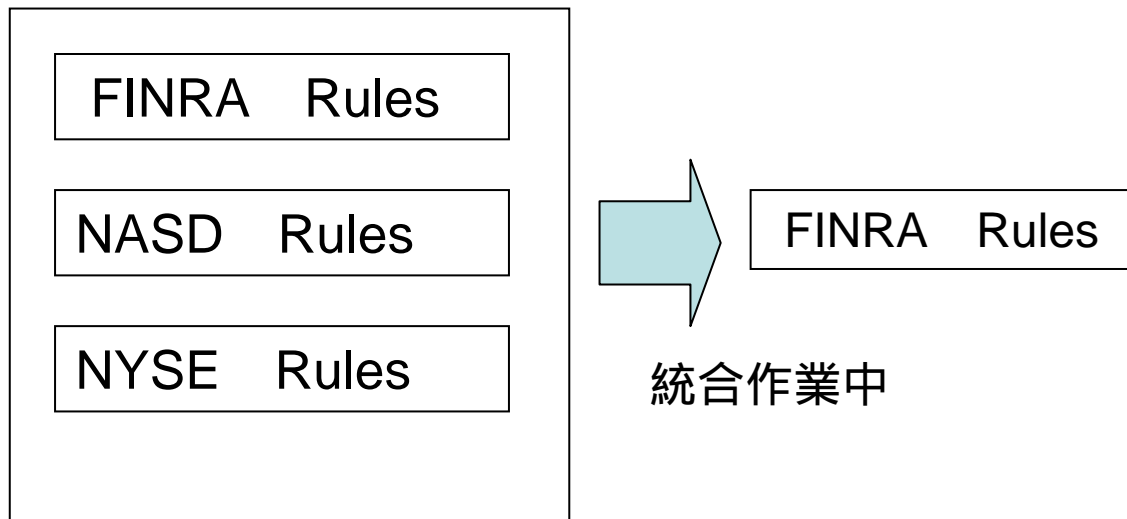 FINRA Rules
NASD Rules
NYSE Rules
FINRA Rules
統合作業中